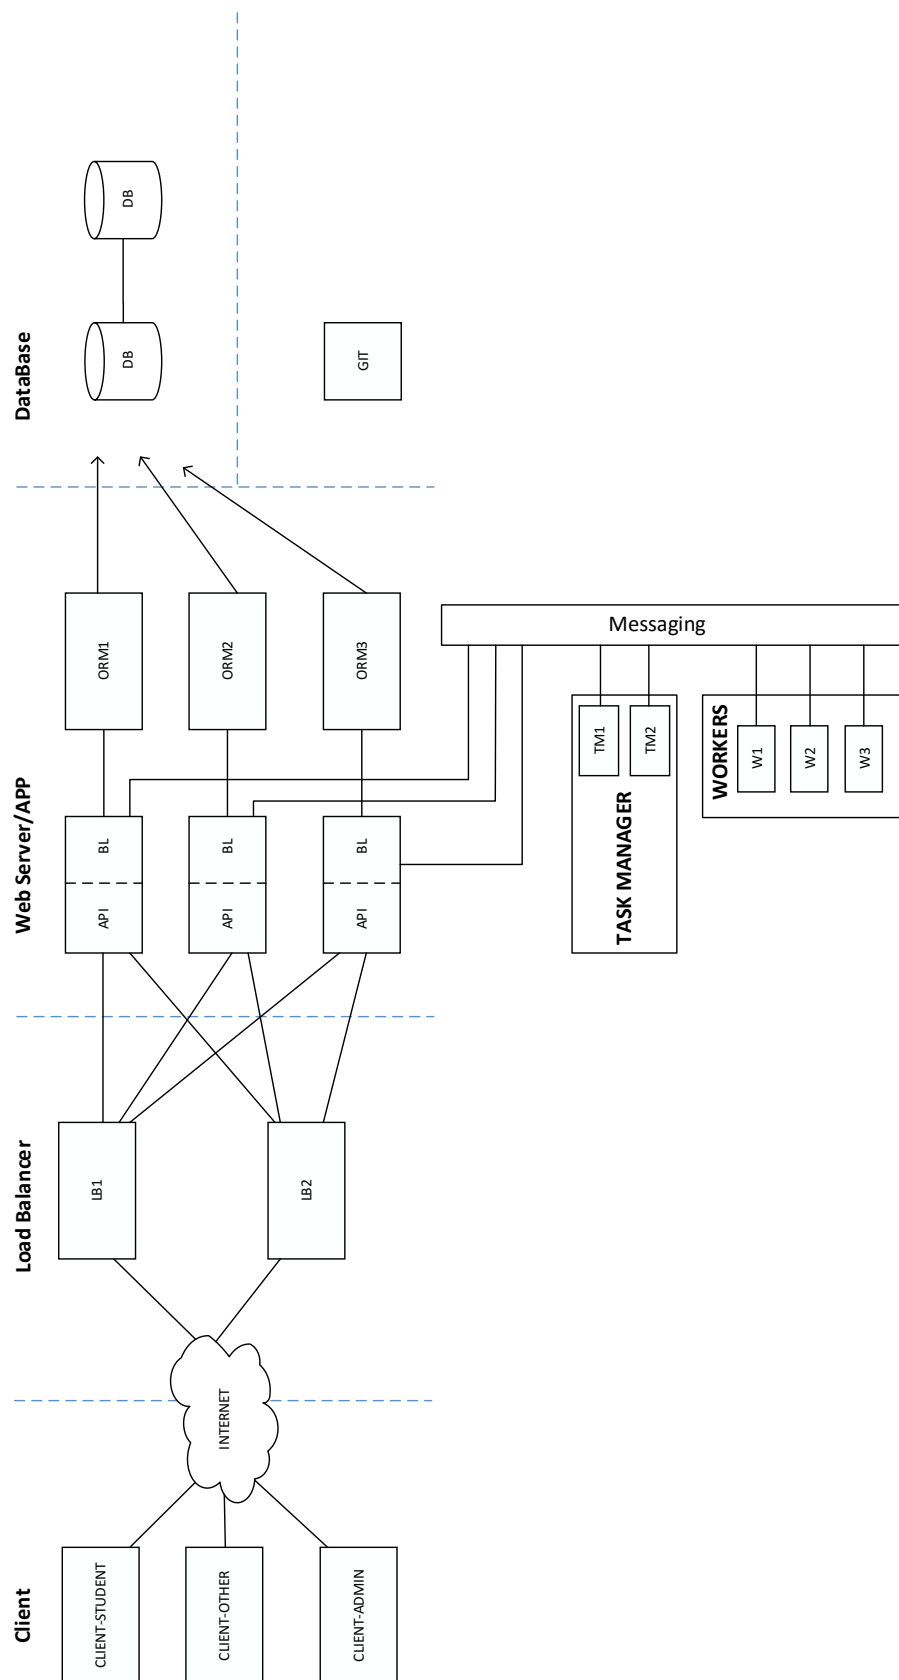 Client
Load Balancer
Web Server/APP
DataBase
CLIENT-STUDENT
CLIENT-OTHER
CLIENT-ADMIN
INTERNET
LB1
LB2
API
BL
API
BL
API
BL
ORM1
ORM2
ORM3
DB
DB
GIT
Messaging
TASK MANAGER
TM1
TM2
WORKERS
W1
W2
W3